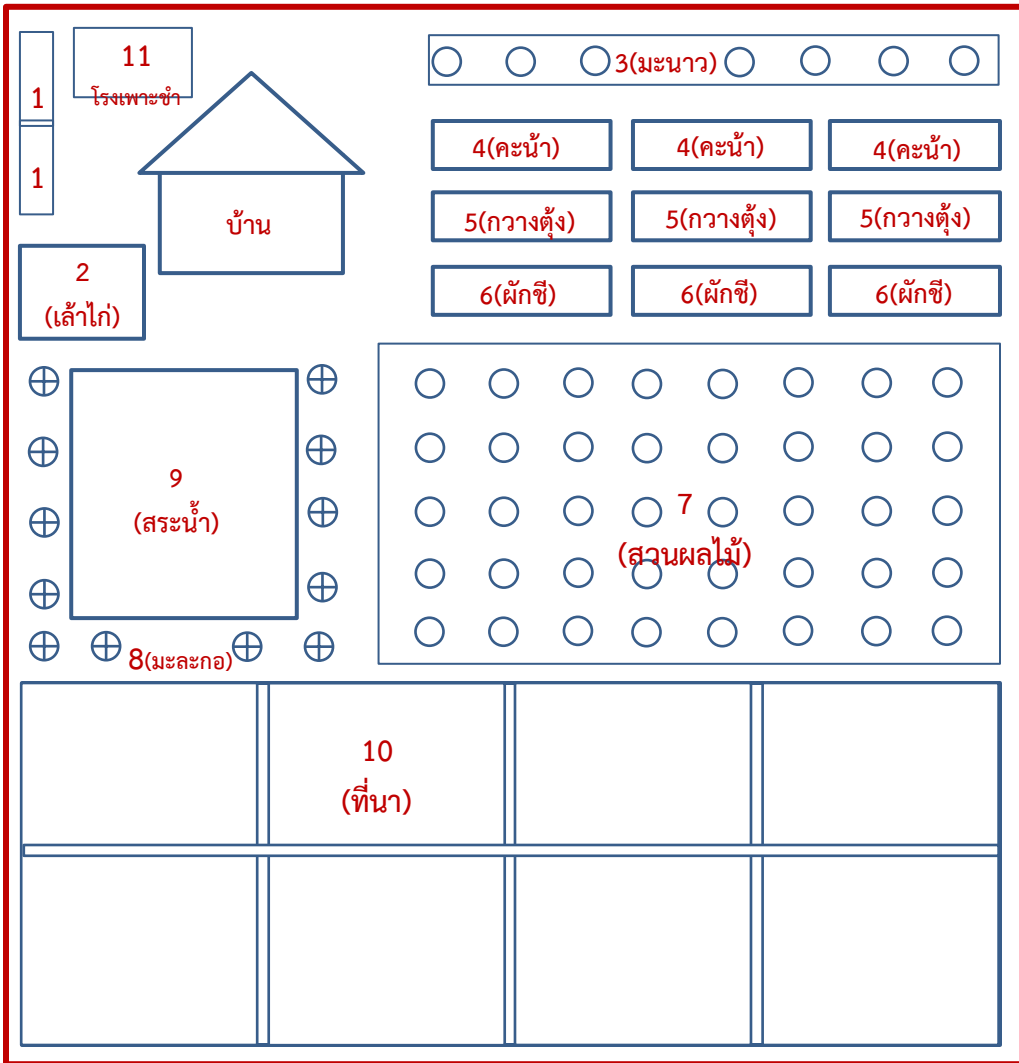 11
โรงเพาะชำ
1
1
3(มะนาว)
4(คะน้า)
4(คะน้า)
4(คะน้า)
บ้าน
5(กวางตุ้ง)
5(กวางตุ้ง)
5(กวางตุ้ง)
2
(เล้าไก่)
6(ผักชี)
6(ผักชี)
6(ผักชี)
9
(สระน้ำ)
7
(สวนผลไม้)
8(มะละกอ)
10
(ที่นา)